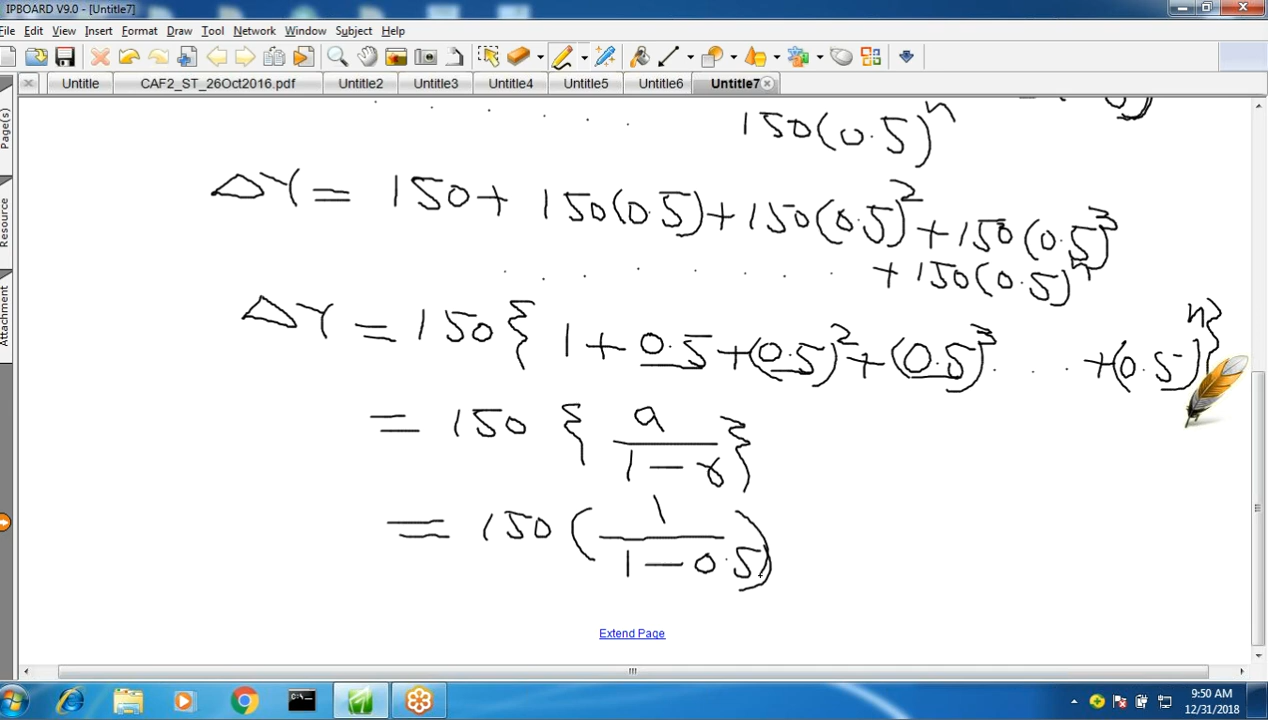 IPBOARD V9.0 - [Untitle7]
File Edit View Insert Format Draw Tool Network Window Subject Help
Untitle CAF2_ST_26Oct2016.pdf Untitle2 Untitle3 Untitle4 Untitle5 Untitle6 Untitle7
Page(s)
Resource
Attachment
150(0.5)^n
ΔY = 150 + 150(0.5) + 150(0.5)^2 + 150(0.5)^3
. . . . . . . + 150(0.5)^n
ΔY = 150 { 1 + 0.5 + (0.5)^2 + (0.5)^3 . . . + (0.5)^n }
= 150 { a / 1 - r }
= 150 ( 1 / 1 - 0.5 )
Extend Page
9:50 AM
12/31/2018